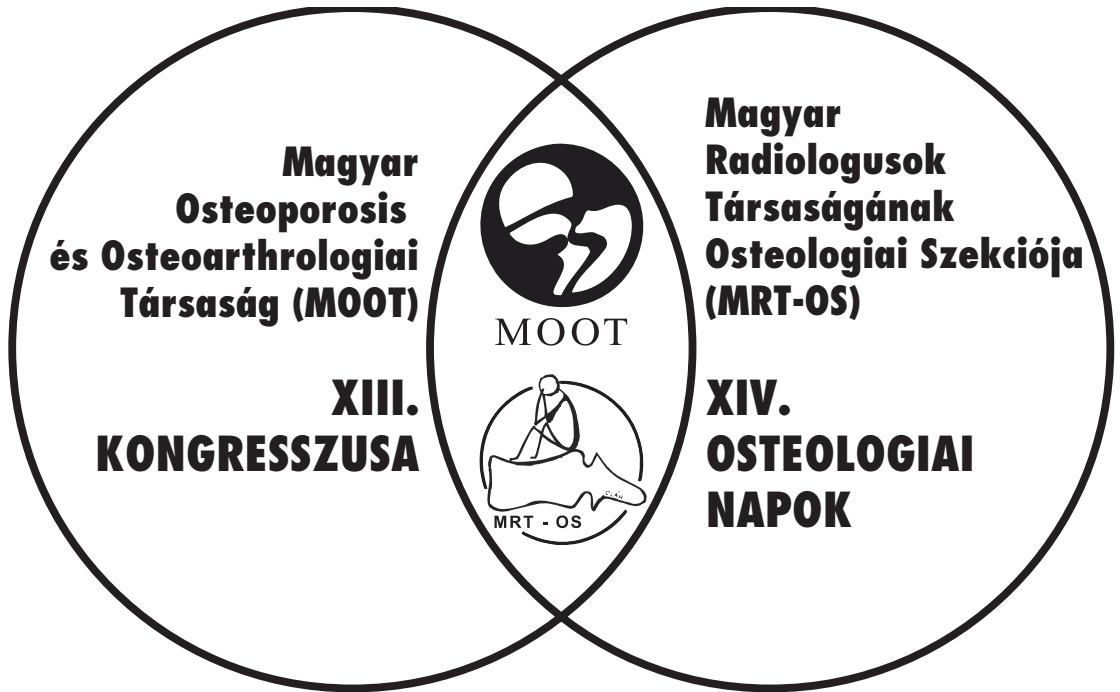 Magyar
Osteoporosis
és Osteoarthrologiai
Társaság (MOOT)
XIII.
KONGRESSZUSA
MOOT
MRT - OS
Magyar
Radiologusok
Társaságának
Osteologiai Szekciója
(MRT-OS)
XIV.
OSTEOLOGIAI
NAPOK